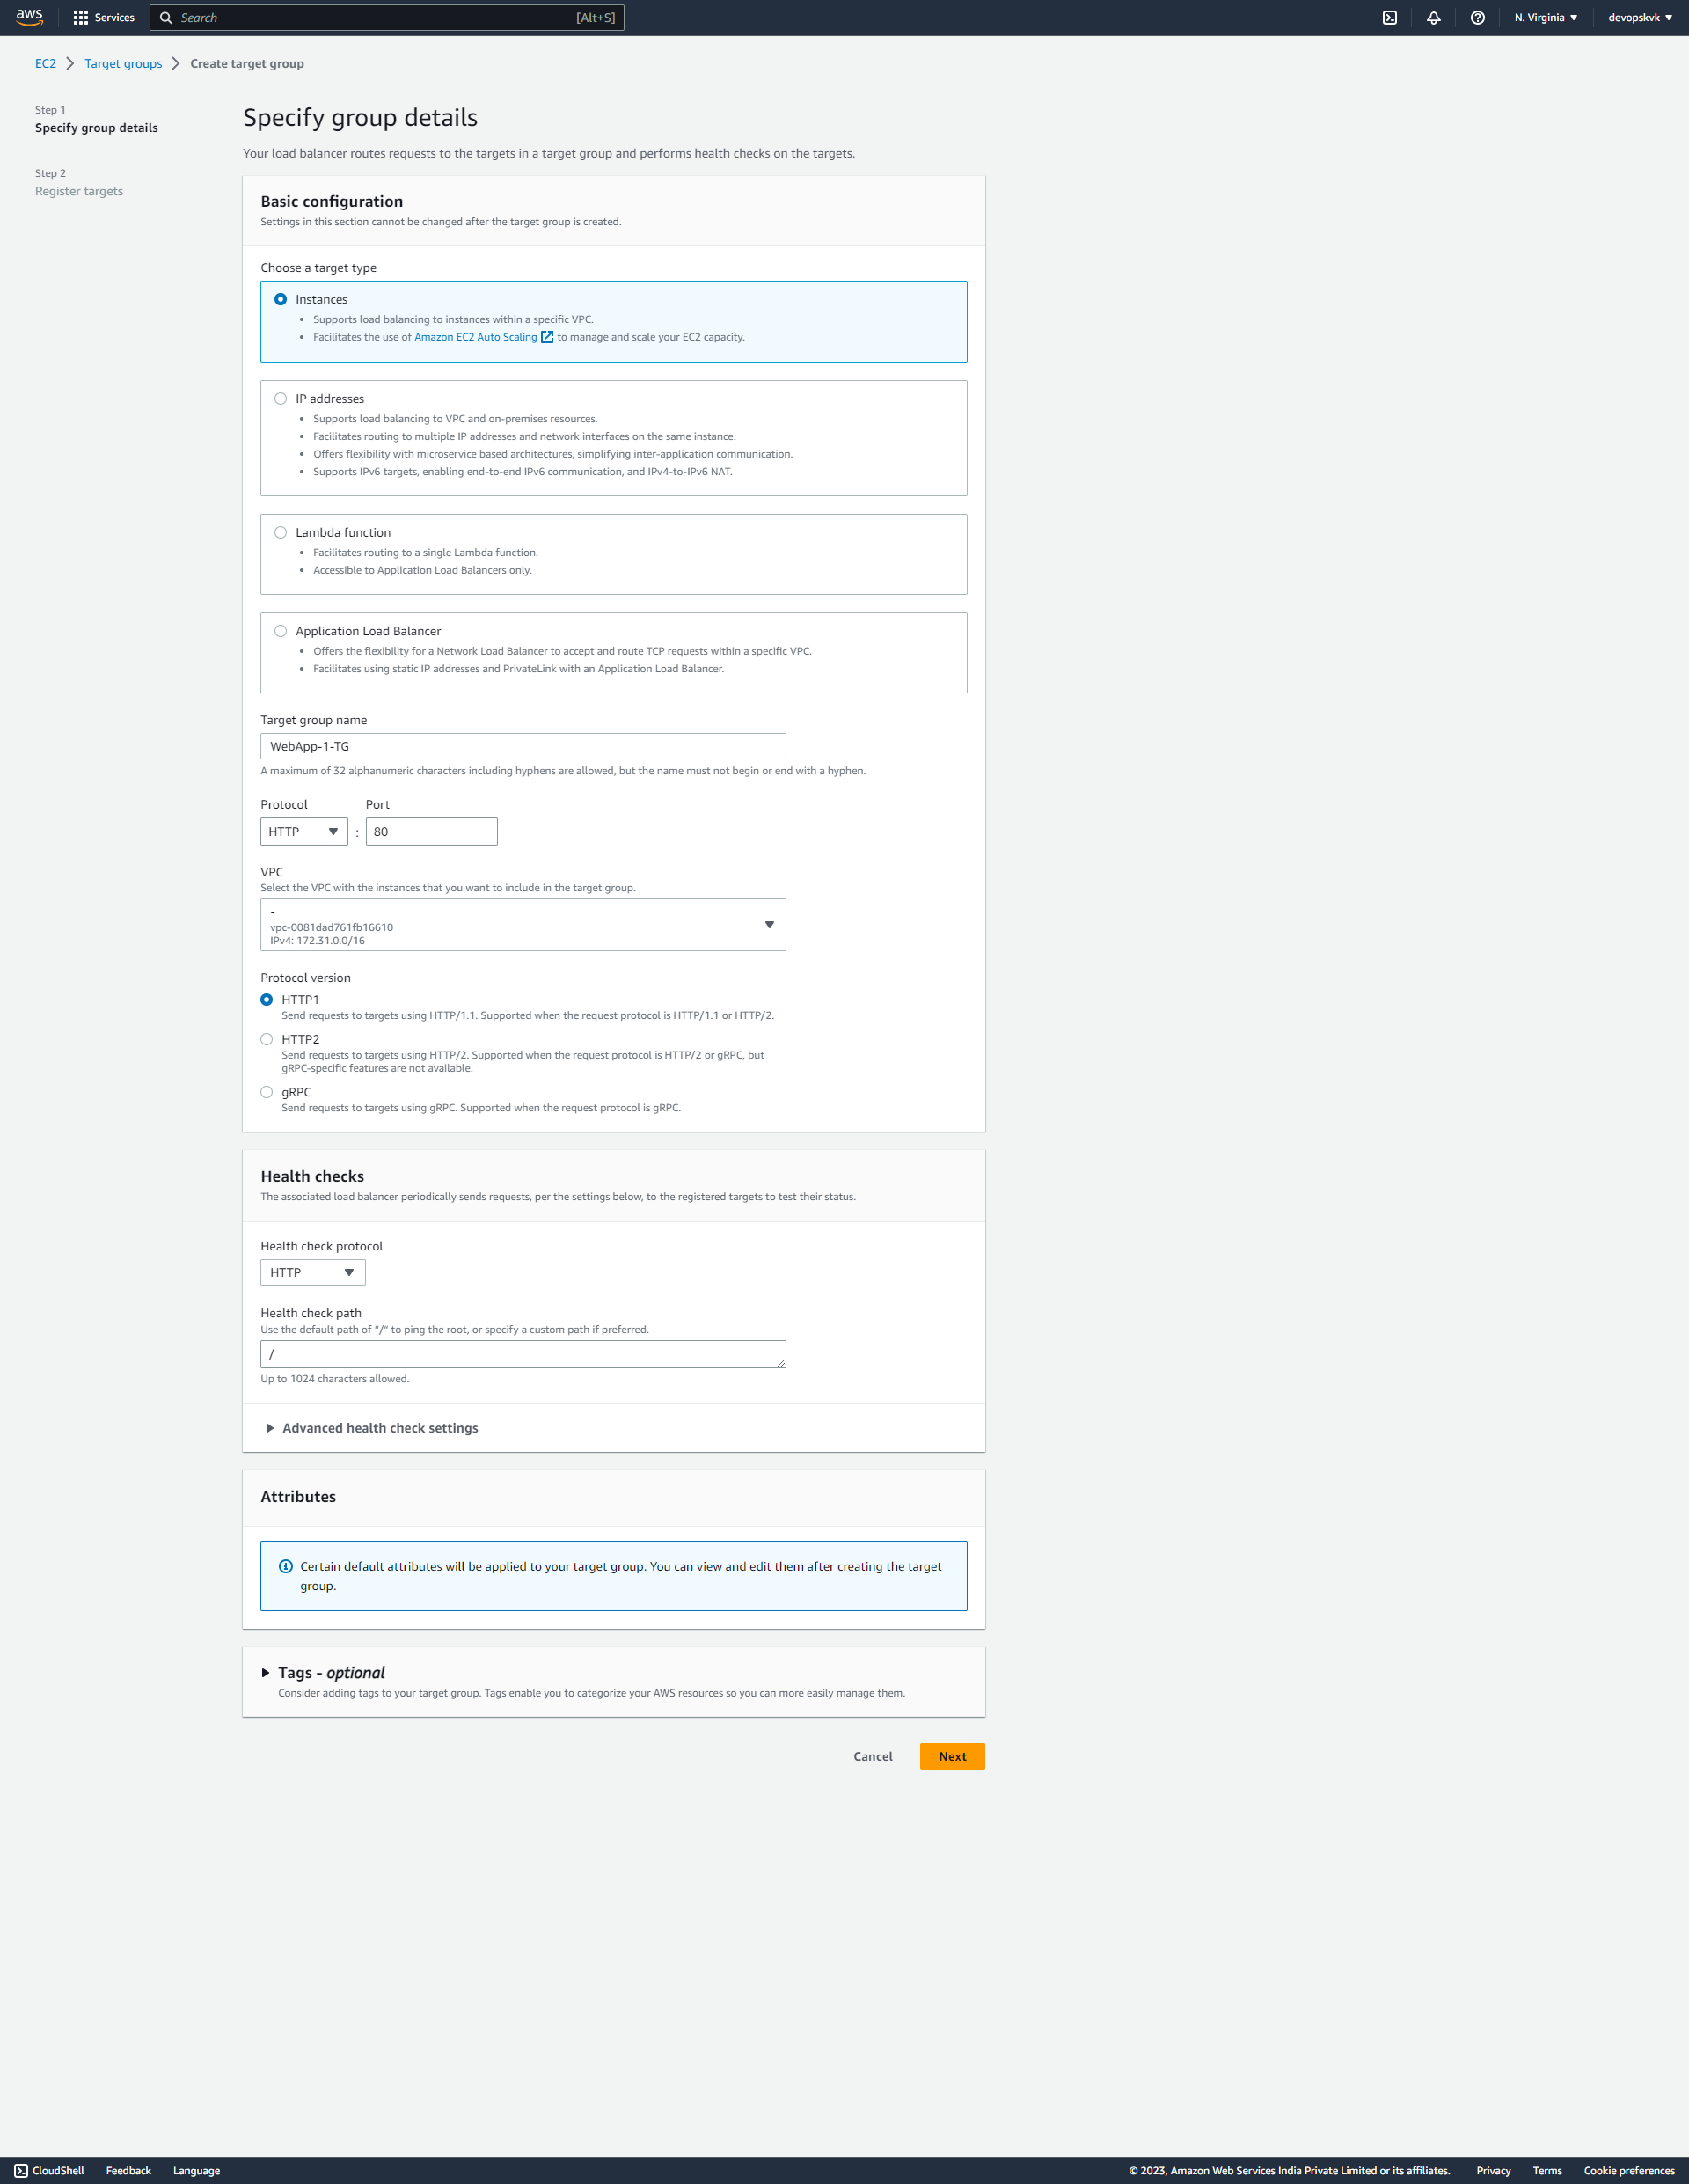 aws
Services
Search
[Alt+S]
N. Virginia
devopskvk
EC2
Target groups
Create target group
Step 1
Specify group details
Step 2
Register targets
Specify group details
Your load balancer routes requests to the targets in a target group and performs health checks on the targets.
Basic configuration
Settings in this section cannot be changed after the target group is created.
Choose a target type
Instances
• Supports load balancing to instances within a specific VPC.
• Facilitates the use of Amazon EC2 Auto Scaling to manage and scale your EC2 capacity.
IP addresses
• Supports load balancing to VPC and on-premises resources.
• Facilitates routing to multiple IP addresses and network interfaces on the same instance.
• Offers flexibility with microservice based architectures, simplifying inter-application communication.
• Supports IPv6 targets, enabling end-to-end IPv6 communication, and IPv4-to-IPv6 NAT.
Lambda function
• Facilitates routing to a single Lambda function.
• Accessible to Application Load Balancers only.
Application Load Balancer
• Offers the flexibility for a Network Load Balancer to accept and route TCP requests within a specific VPC.
• Facilitates using static IP addresses and PrivateLink with an Application Load Balancer.
Target group name
WebApp-1-TG
A maximum of 32 alphanumeric characters including hyphens are allowed, but the name must not begin or end with a hyphen.
Protocol Port
HTTP : 80
VPC
Select the VPC with the instances that you want to include in the target group.
-
vpc-0081dad761fb16610
IPv4: 172.31.0.0/16
Protocol version
HTTP1
Send requests to targets using HTTP/1.1. Supported when the request protocol is HTTP/1.1 or HTTP/2.
HTTP2
Send requests to targets using HTTP/2. Supported when the request protocol is HTTP/2 or gRPC, but
gRPC-specific features are not available.
gRPC
Send requests to targets using gRPC. Supported when the request protocol is gRPC.
Health checks
The associated load balancer periodically sends requests, per the settings below, to the registered targets to test their status.
Health check protocol
HTTP
Health check path
Use the default path of "/" to ping the root, or specify a custom path if preferred.
/
Up to 1024 characters allowed.
Advanced health check settings
Attributes
Certain default attributes will be applied to your target group. You can view and edit them after creating the target
group.
Tags - optional
Consider adding tags to your target group. Tags enable you to categorize your AWS resources so you can more easily manage them.
Cancel
Next
CloudShell
Feedback
Language
© 2023, Amazon Web Services India Private Limited or its affiliates.
Privacy
Terms
Cookie preferences